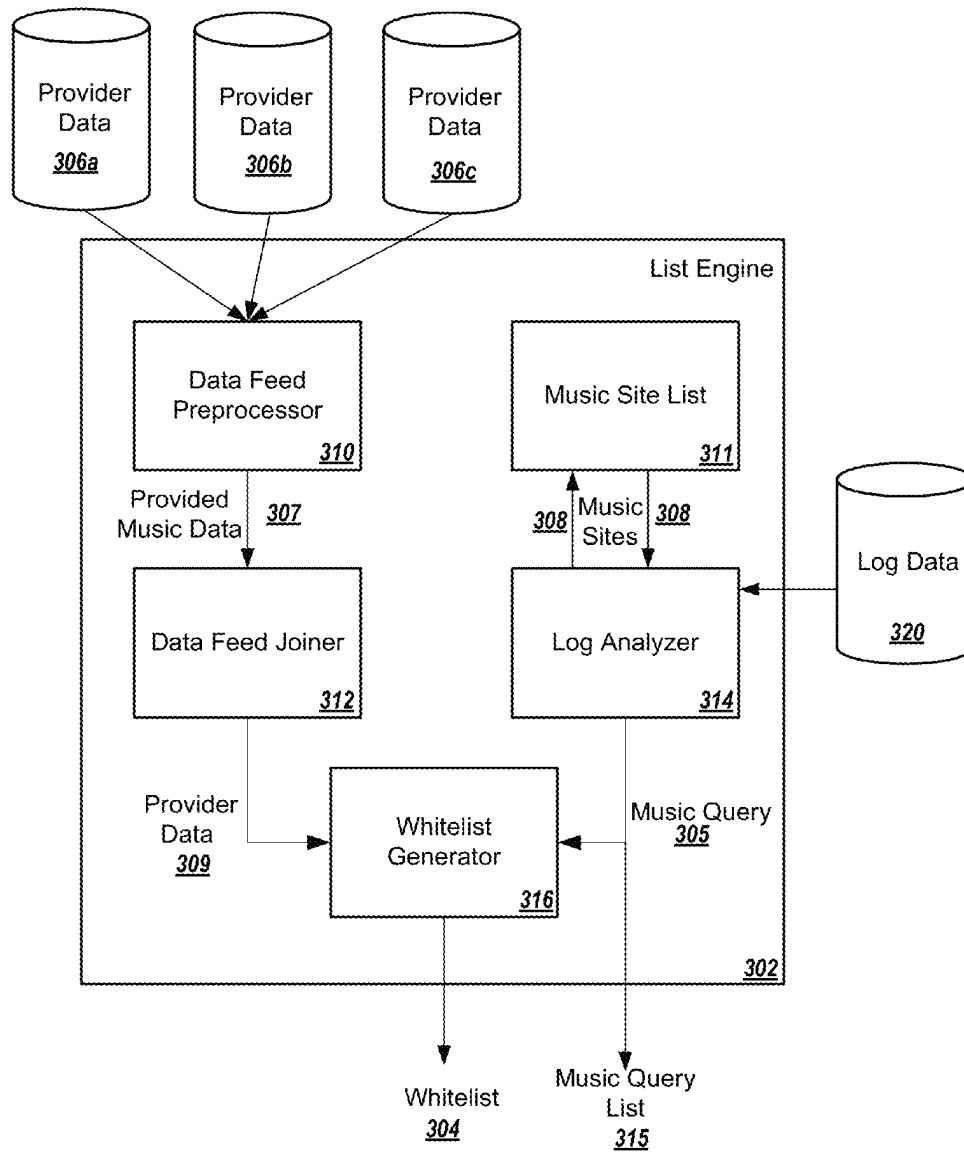 Provider
Data
306a
Provider
Data
306b
Provider
Data
306c
List Engine
Data Feed
Preprocessor
310
Music Site List
311
Provided
Music Data
307
308
Music
Sites
308
Log Data
320
Data Feed Joiner
312
Log Analyzer
314
Provider
Data
309
Whitelist
Generator
316
Music Query
305
302
Whitelist
304
Music Query
List
315